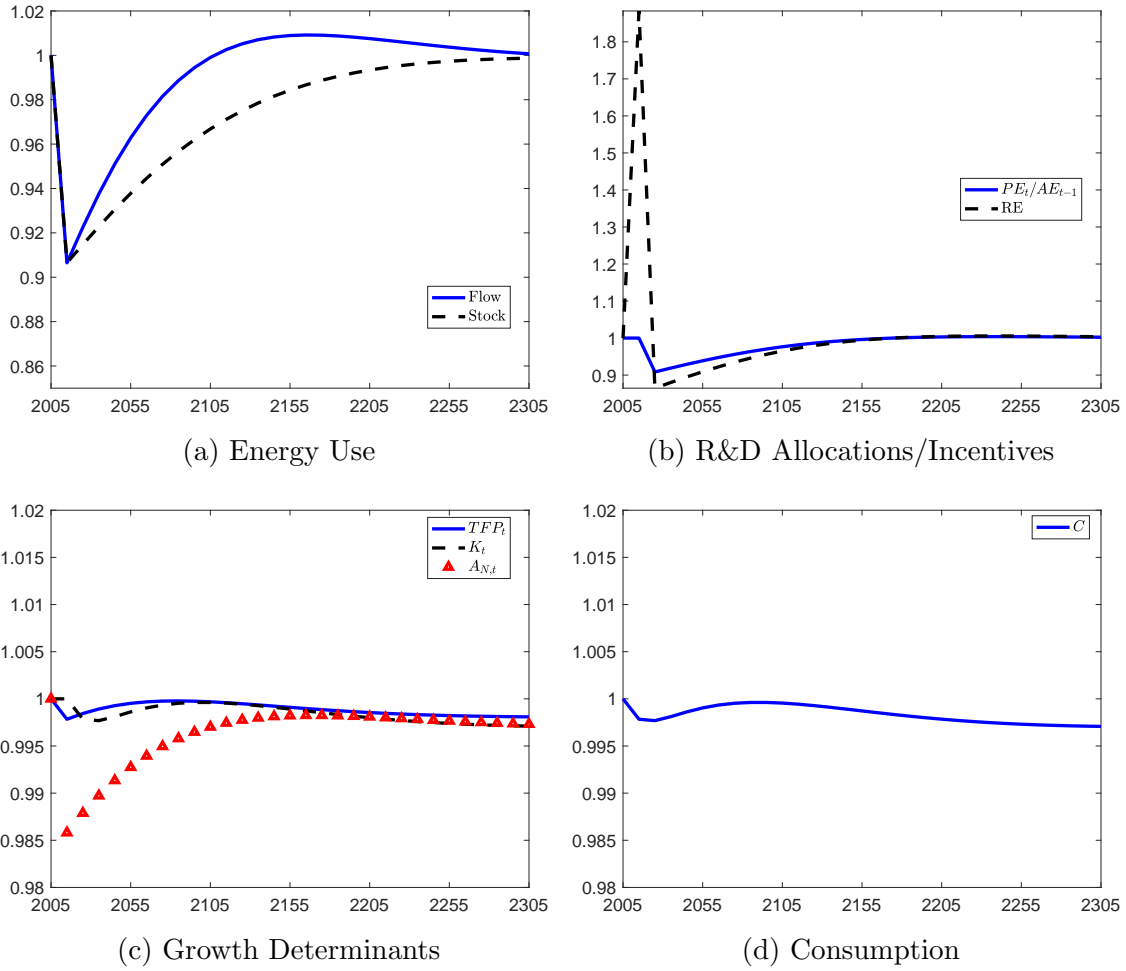 1.02
1
0.98
0.96
0.94
0.92
0.9
0.88
0.86
Flow
Stock
2005 2055 2105 2155 2205 2255 2305
(a) Energy Use
1.8
1.7
1.6
1.5
1.4
1.3
1.2
1.1
1
0.9
PE_t/AE_{t−1}
RE
2005 2055 2105 2155 2205 2255 2305
(b) R&D Allocations/Incentives
1.02
1.015
1.01
1.005
1
0.995
0.99
0.985
0.98
TFP_t
K_t
A_{N,t}
2005 2055 2105 2155 2205 2255 2305
(c) Growth Determinants
1.02
1.015
1.01
1.005
1
0.995
0.99
0.985
0.98
C
2005 2055 2105 2155 2205 2255 2305
(d) Consumption